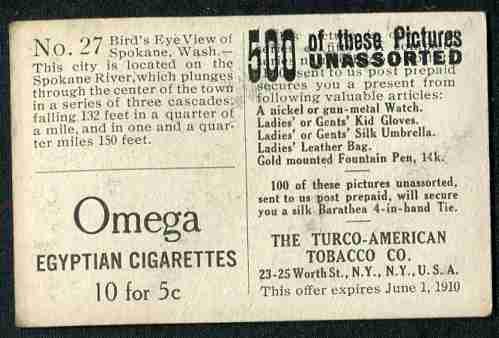 No. 27 Bird's Eye View of
Spokane, Wash.—
This city is located on the
Spokane River, which plunges
through the center of the town
in a series of three cascades:
falling 132 feet in a quarter of
a mile, and in one and a quar-
ter miles 150 feet.
Omega
EGYPTIAN CIGARETTES
10 for 5c
500 of these Pictures
UNASSORTED
sent to us post prepaid
secures you a present from
following valuable articles:
A nickel or gun-metal Watch.
Ladies' or Gents' Kid Gloves.
Ladies' or Gents' Silk Umbrella.
Ladies' Leather Bag.
Gold mounted Fountain Pen, 14k.
100 of these pictures unassorted,
sent to us post prepaid, will secure
you a silk Barathea 4-in-hand Tie.
THE TURCO-AMERICAN
TOBACCO CO.
23-25 Worth St., N.Y., N.Y., U.S.A.
This offer expires June 1, 1910